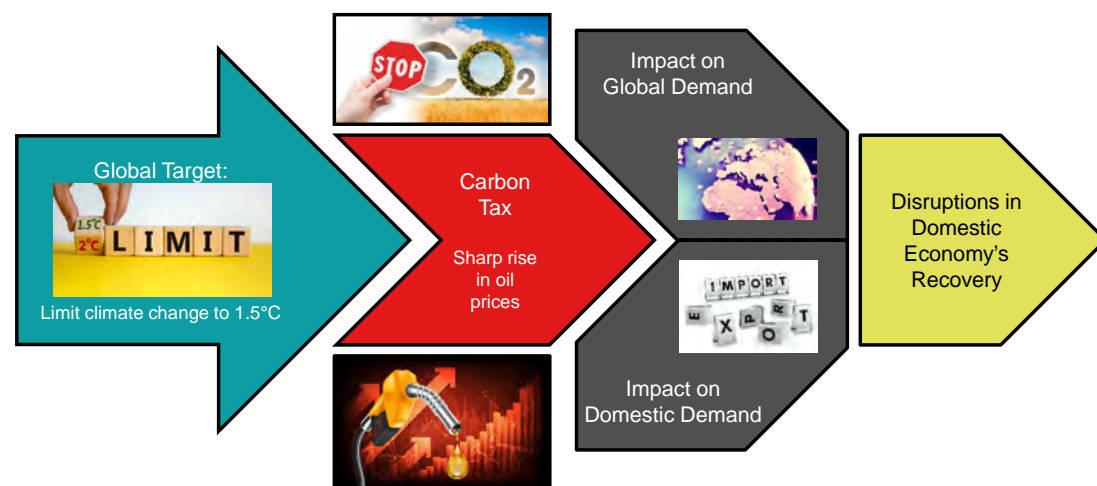 Global Target:
1.5°C
2°C LIMIT
Limit climate change to 1.5°C
STOP
CO2
Carbon
Tax
Sharp rise
in oil
prices
Impact on
Global Demand
IMPORT
EXPORT
Impact on
Domestic Demand
Disruptions in
Domestic
Economy's
Recovery